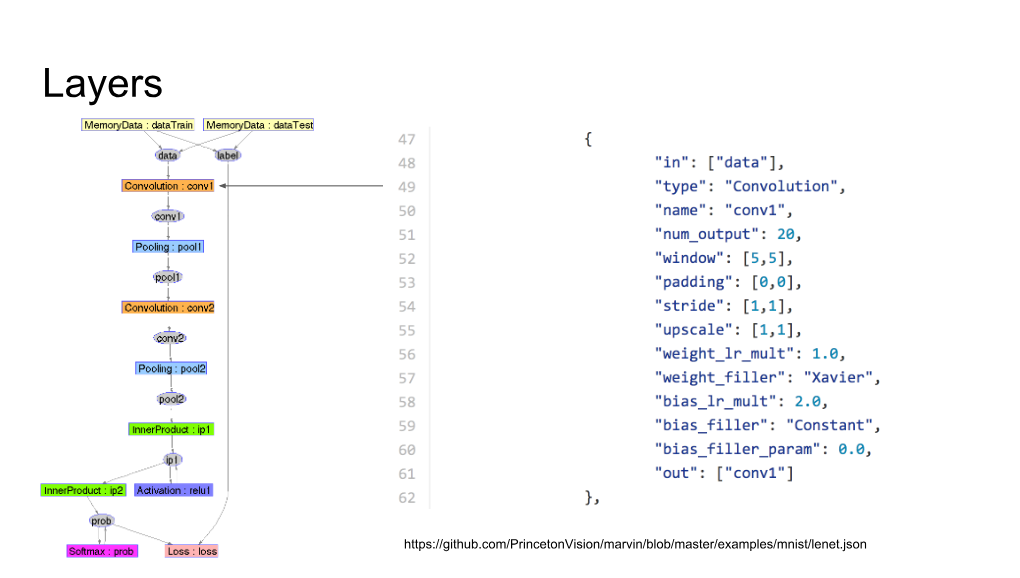 Layers
MemoryData : dataTrain
MemoryData : dataTest
data
label
Convolution : conv1
conv1
Pooling : pool1
pool1
Convolution : conv2
conv2
Pooling : pool2
pool2
InnerProduct : ip1
ip1
InnerProduct : ip2
Activation : relu1
prob
Softmax : prob
Loss : loss
47 {
48 "in": ["data"],
49 "type": "Convolution",
50 "name": "conv1",
51 "num_output": 20,
52 "window": [5,5],
53 "padding": [0,0],
54 "stride": [1,1],
55 "upscale": [1,1],
56 "weight_lr_mult": 1.0,
57 "weight_filler": "Xavier",
58 "bias_lr_mult": 2.0,
59 "bias_filler": "Constant",
60 "bias_filler_param": 0.0,
61 "out": ["conv1"]
62 },
https://github.com/PrincetonVision/marvin/blob/master/examples/mnist/lenet.json